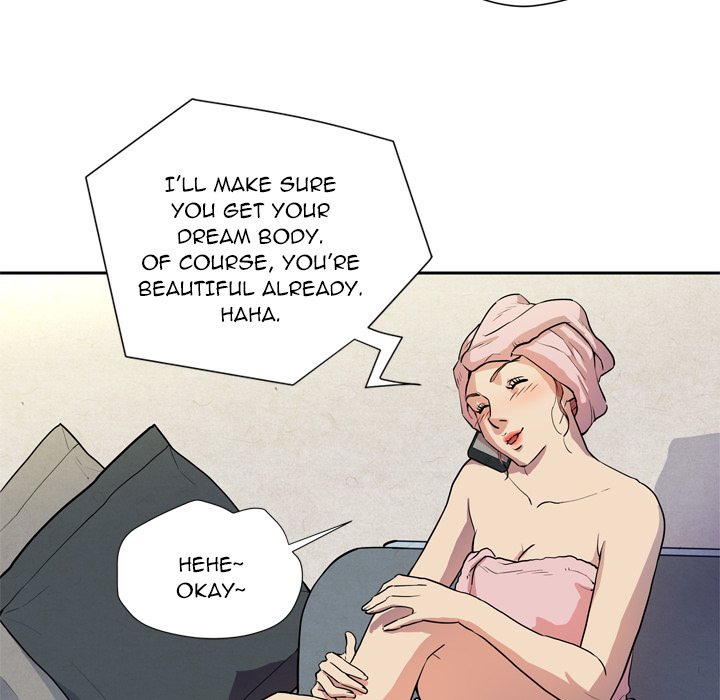 I'LL MAKE SURE
YOU GET YOUR
DREAM BODY.
OF COURSE, YOU'RE
BEAUTIFUL ALREADY.
HAHA.
HEHE~
OKAY~